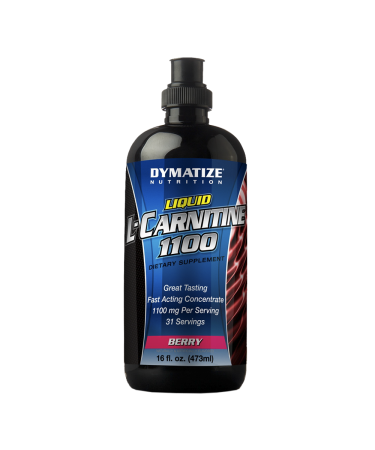 DYMATIZE
NUTRITION
LIQUID
L-CARNITINE
1100
DIETARY SUPPLEMENT
Great Tasting
Fast Acting Concentrate
1100 mg Per Serving
31 Servings
BERRY
16 fl. oz. (473ml)